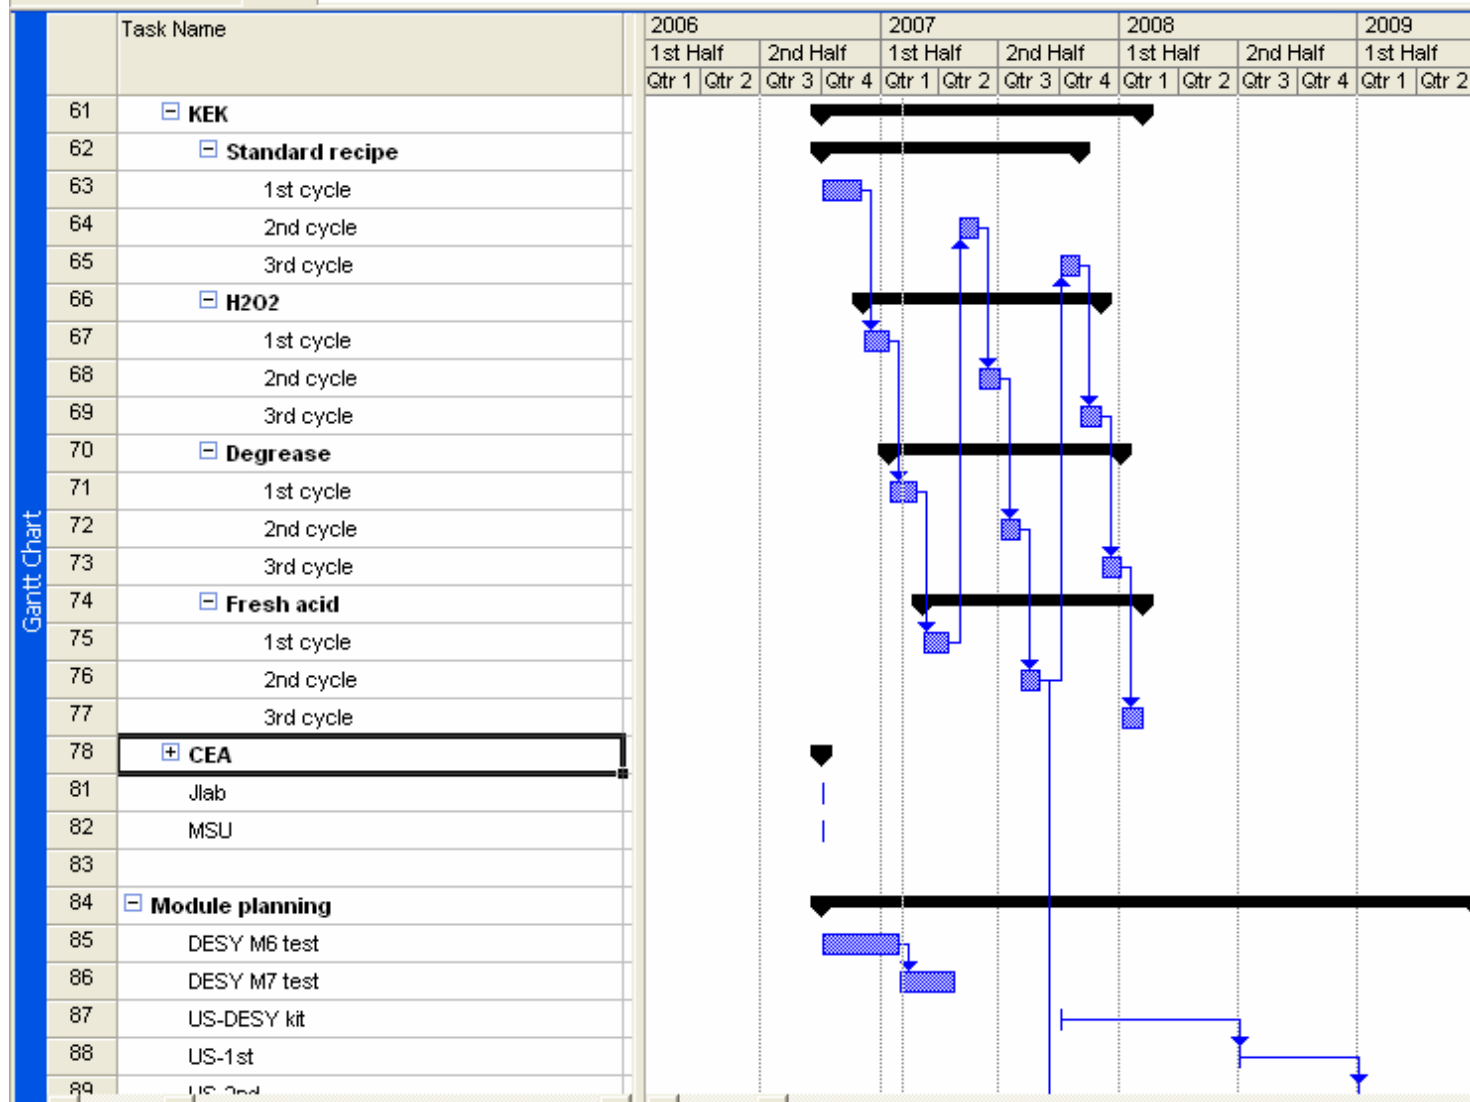 Task Name
2006 2007 2008 2009
1st Half 2nd Half 1st Half 2nd Half 1st Half 2nd Half 1st Half
Qtr 1 Qtr 2 Qtr 3 Qtr 4 Qtr 1 Qtr 2 Qtr 3 Qtr 4 Qtr 1 Qtr 2 Qtr 3 Qtr 4 Qtr 1 Qtr 2
Gantt Chart
61 KEK
62 Standard recipe
63 1st cycle
64 2nd cycle
65 3rd cycle
66 H2O2
67 1st cycle
68 2nd cycle
69 3rd cycle
70 Degrease
71 1st cycle
72 2nd cycle
73 3rd cycle
74 Fresh acid
75 1st cycle
76 2nd cycle
77 3rd cycle
78 CEA
81 Jlab
82 MSU
83
84 Module planning
85 DESY M6 test
86 DESY M7 test
87 US-DESY kit
88 US-1st
89 US-2nd